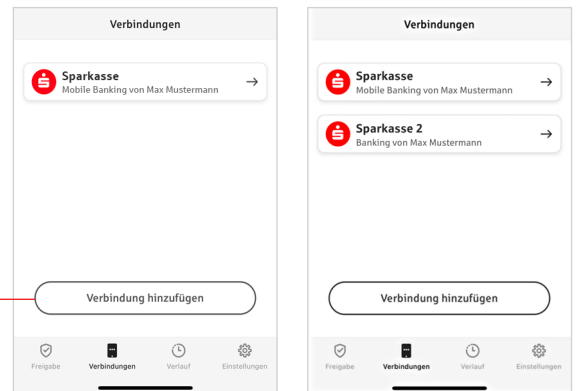 Verbindungen
Sparkasse
Mobile Banking von Max Mustermann
Verbindung hinzufügen
Freigabe
Verbindungen
Verlauf
Einstellungen
Verbindungen
Sparkasse
Mobile Banking von Max Mustermann
Sparkasse 2
Banking von Max Mustermann
Verbindung hinzufügen
Freigabe
Verbindungen
Verlauf
Einstellungen